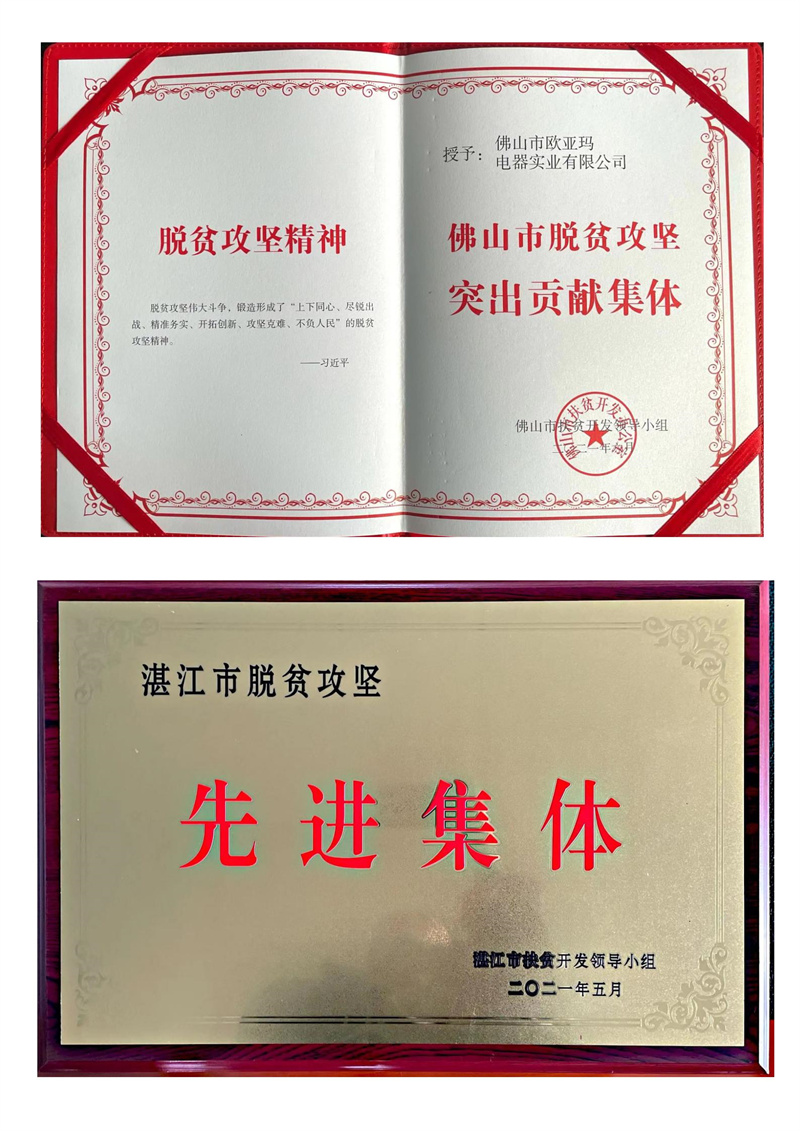 脱贫攻坚精神
脱贫攻坚伟大斗争，锻造形成了“上下同心、尽锐出
战、精准务实、开拓创新、攻坚克难、不负人民”的脱贫
攻坚精神。
——习近平
授予：
佛山市欧亚玛
电器实业有限公司
佛山市脱贫攻坚
突出贡献集体
佛山市扶贫开发领导小组
二〇二一年 月
湛江市脱贫攻坚
先进集体
湛江市扶贫开发领导小组
二〇二一年五月